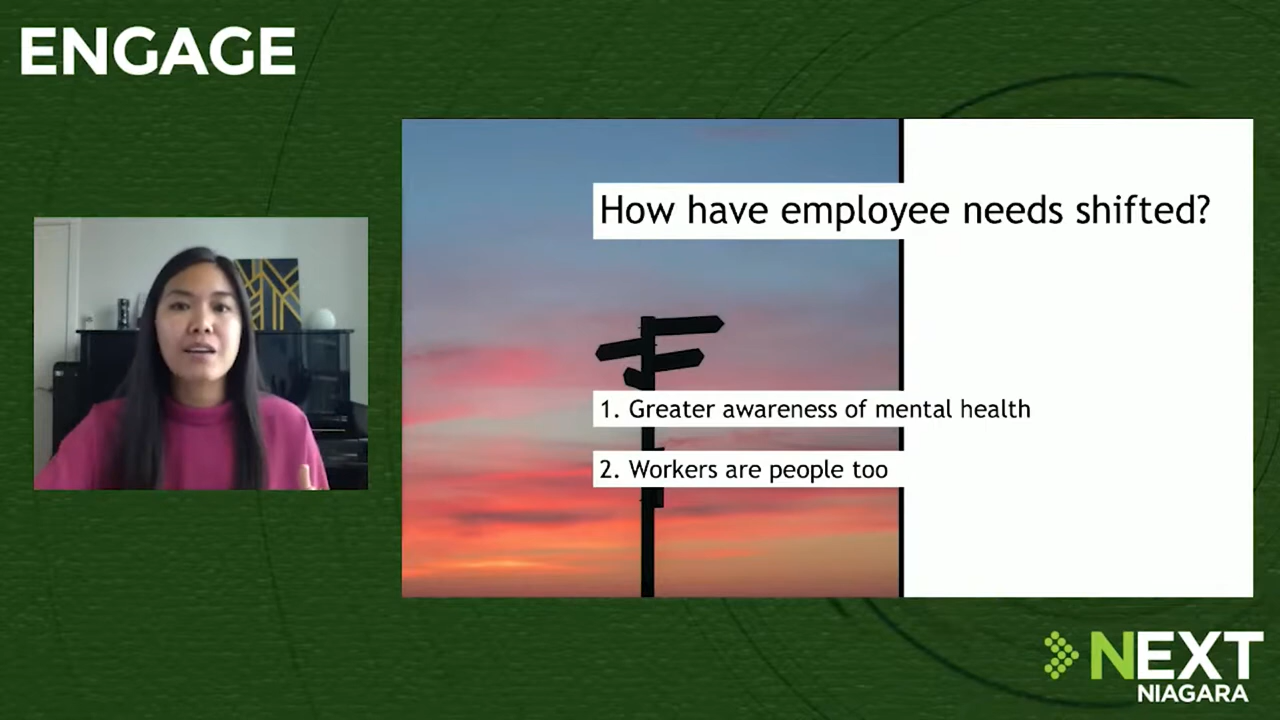 ENGAGE
How have employee needs shifted?
1. Greater awareness of mental health
2. Workers are people too
NEXT
NIAGARA